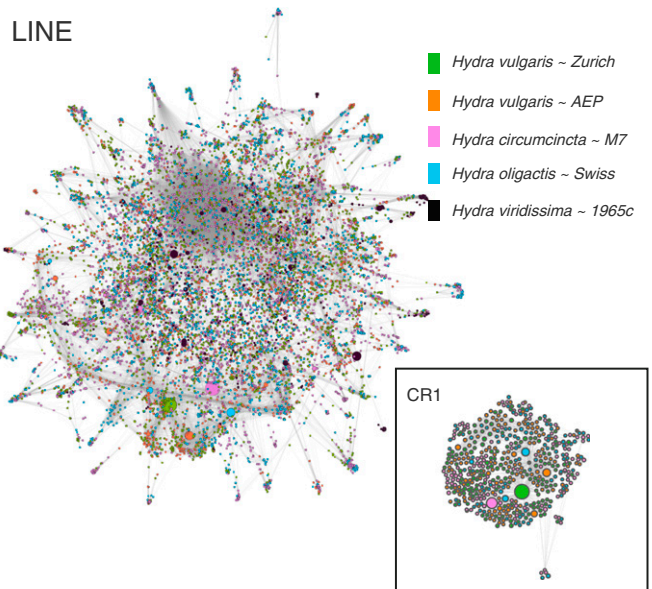 LINE
Hydra vulgaris ~ Zurich
Hydra vulgaris ~ AEP
Hydra circumcincta ~ M7
Hydra oligactis ~ Swiss
Hydra viridissima ~ 1965c
CR1